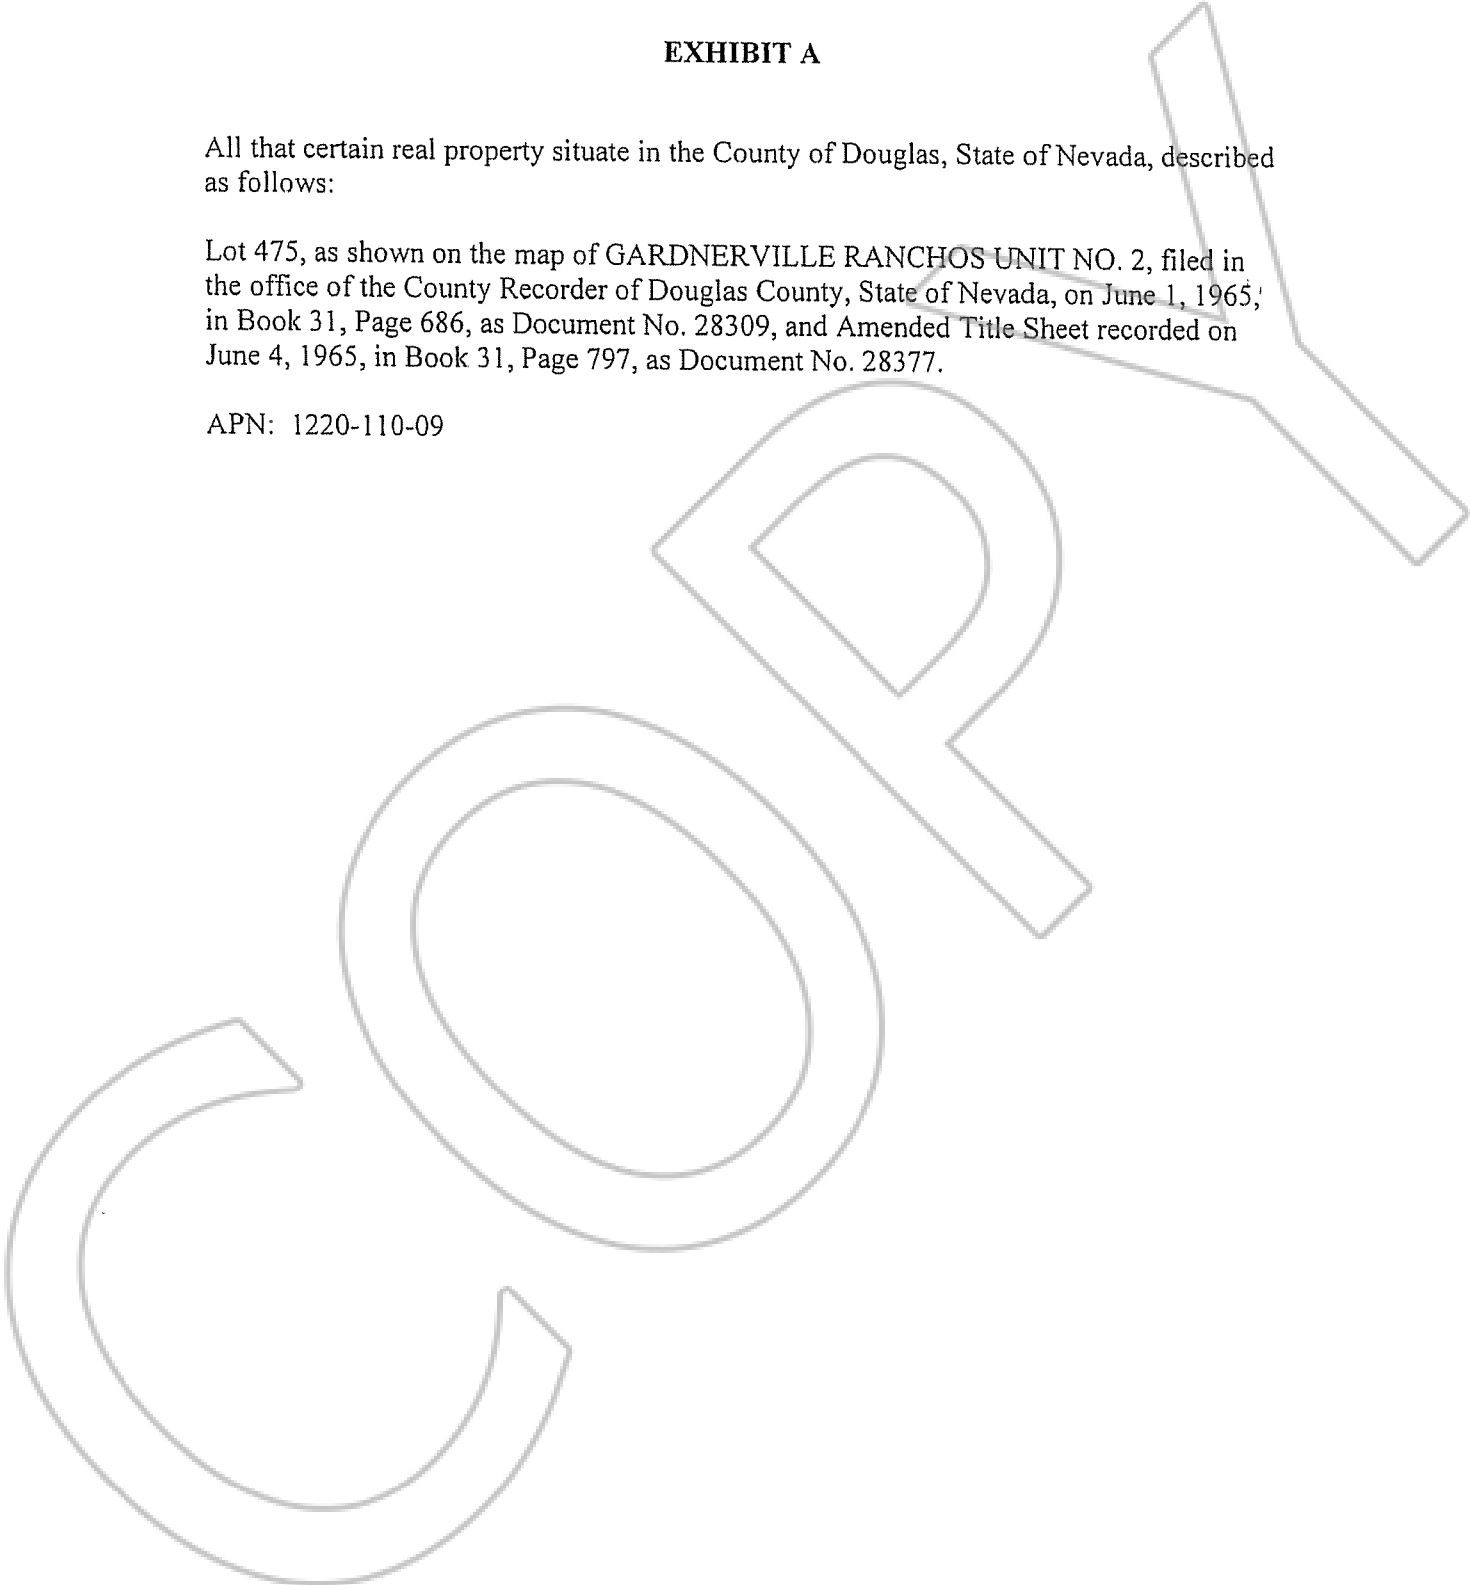 EXHIBIT A
All that certain real property situate in the County of Douglas, State of Nevada, described
as follows:
Lot 475, as shown on the map of GARDNERVILLE RANCHOS UNIT NO. 2, filed in
the office of the County Recorder of Douglas County, State of Nevada, on June 1, 1965,
in Book 31, Page 686, as Document No. 28309, and Amended Title Sheet recorded on
June 4, 1965, in Book 31, Page 797, as Document No. 28377.
APN: 1220-110-09
COPY